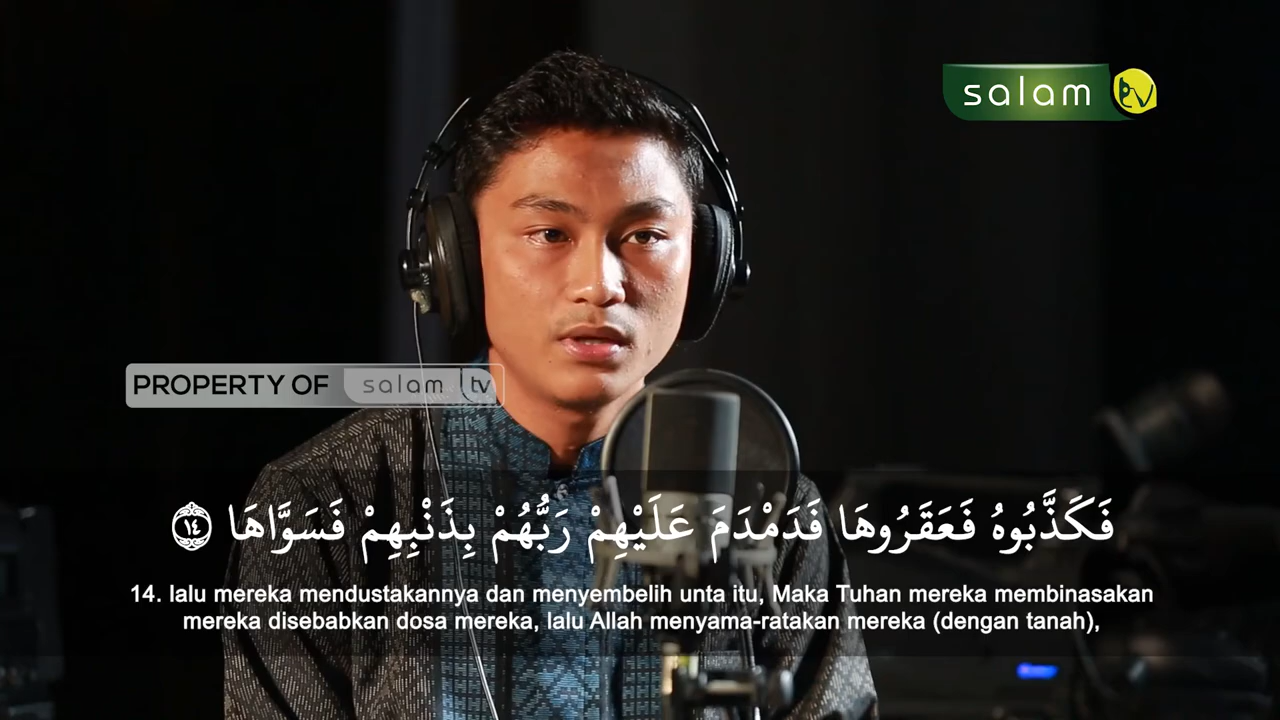 salam tv
PROPERTY OF salam tv
فَكَذَّبُوهُ فَعَقَرُوهَا فَدَمْدَمَ عَلَيْهِمْ رَبُّهُمْ بِذَنْبِهِمْ فَسَوَّاهَا ١٤
14. lalu mereka mendustakannya dan menyembelih unta itu, Maka Tuhan mereka membinasakan
mereka disebabkan dosa mereka, lalu Allah menyama-ratakan mereka (dengan tanah),